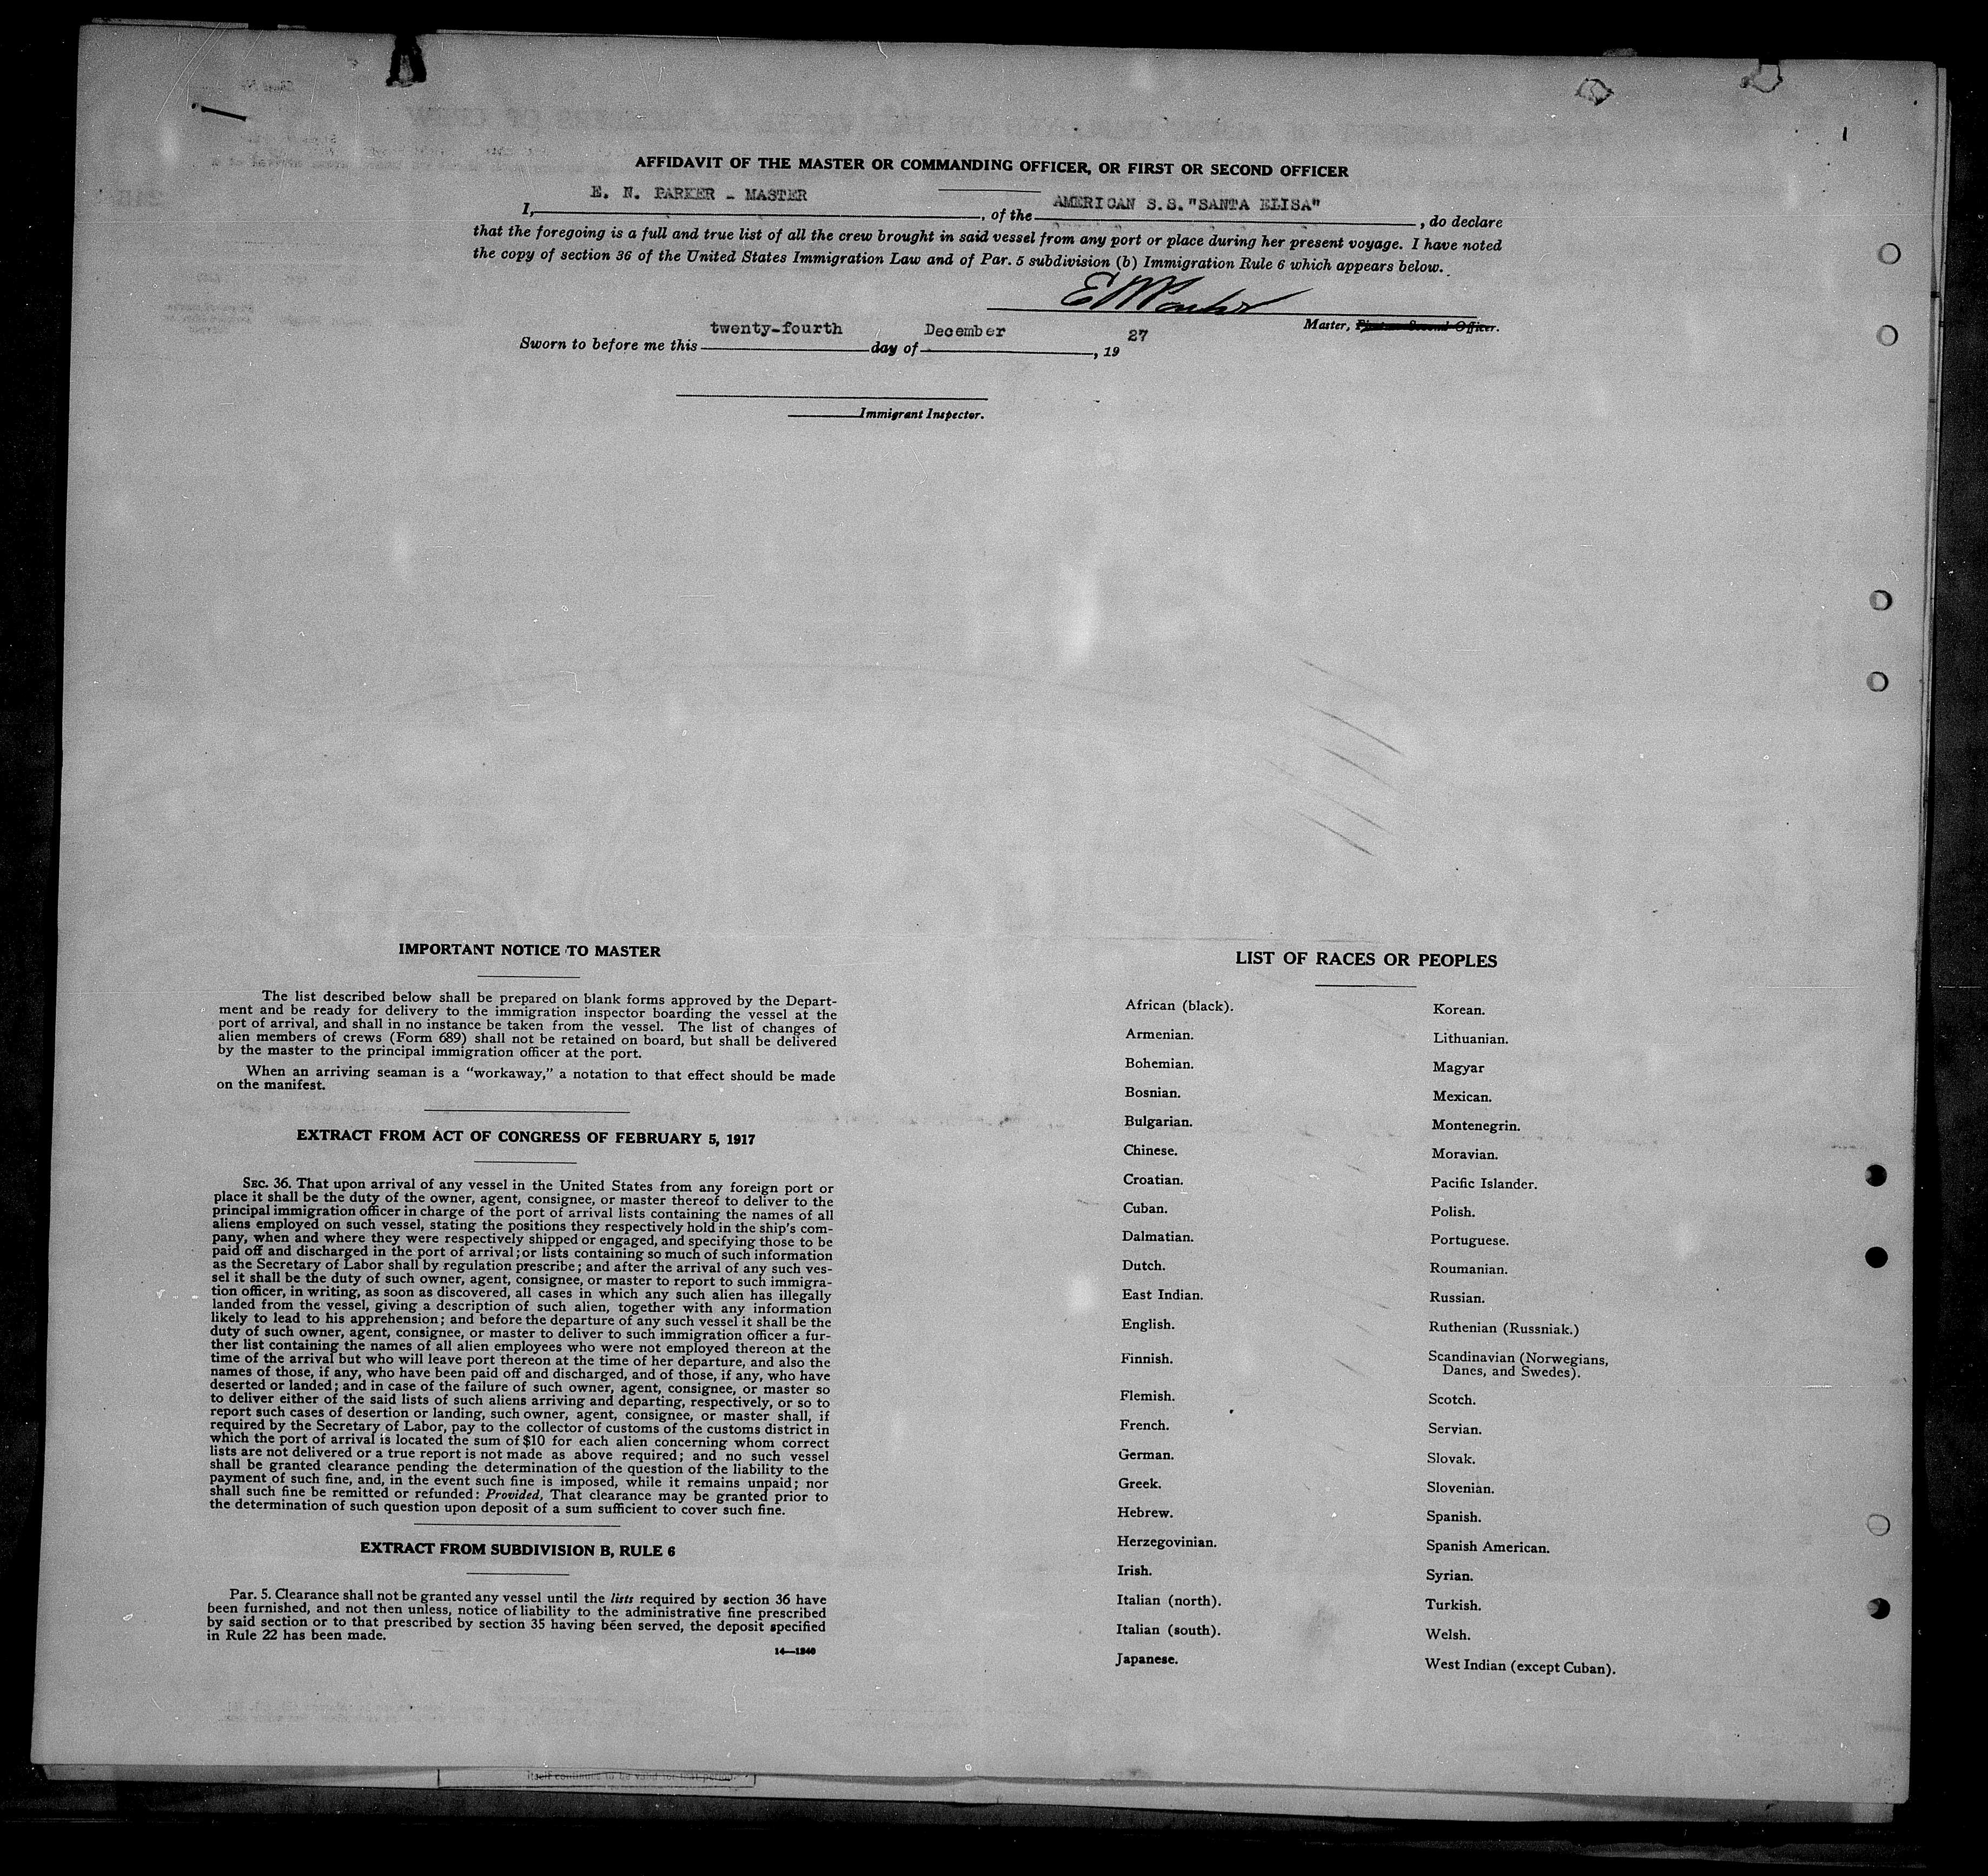 AFFIDAVIT OF THE MASTER OR COMMANDING OFFICER, OR FIRST OR SECOND OFFICER
I, E. N. PARKER - MASTER, of the AMERICAN S.S."SANTA ELISA", do declare
that the foregoing is a full and true list of all the crew brought in said vessel from any port or place during her present voyage. I have noted
the copy of section 36 of the United States Immigration Law and of Par. 5 subdivision (b) Immigration Rule 6 which appears below.
E N Parker
Master, First or Second Officer.
Sworn to before me this twenty-fourth day of December, 19 27
Immigrant Inspector.
IMPORTANT NOTICE TO MASTER
The list described below shall be prepared on blank forms approved by the Depart-
ment and be ready for delivery to the immigration inspector boarding the vessel at the
port of arrival, and shall in no instance be taken from the vessel. The list of changes of
alien members of crews (Form 689) shall not be retained on board, but shall be delivered
by the master to the principal immigration officer at the port.
When an arriving seaman is a "workaway," a notation to that effect should be made
on the manifest.
EXTRACT FROM ACT OF CONGRESS OF FEBRUARY 5, 1917
SEC. 36. That upon arrival of any vessel in the United States from any foreign port or
place it shall be the duty of the owner, agent, consignee, or master thereof to deliver to the
principal immigration officer in charge of the port of arrival lists containing the names of all
aliens employed on such vessel, stating the positions they respectively hold in the ship's com-
pany, when and where they were respectively shipped or engaged, and specifying those to be
paid off and discharged in the port of arrival; or lists containing so much of such information
as the Secretary of Labor shall by regulation prescribe; and after the arrival of any such ves-
sel it shall be the duty of such owner, agent, consignee, or master to report to such immigra-
tion officer, in writing, as soon as discovered, all cases in which any such alien has illegally
landed from the vessel, giving a description of such alien, together with any information
likely to lead to his apprehension; and before the departure of any such vessel it shall be the
duty of such owner, agent, consignee, or master to deliver to such immigration officer a fur-
ther list containing the names of all alien employees who were not employed thereon at the
time of the arrival but who will leave port thereon at the time of her departure, and also the
names of those, if any, who have been paid off and discharged, and of those, if any, who have
deserted or landed; and in case of the failure of such owner, agent, consignee, or master so
to deliver either of the said lists of such aliens arriving and departing, respectively, or so to
report such cases of desertion or landing, such owner, agent, consignee, or master shall, if
required by the Secretary of Labor, pay to the collector of customs of the customs district in
which the port of arrival is located the sum of $10 for each alien concerning whom correct
lists are not delivered or a true report is not made as above required; and no such vessel
shall be granted clearance pending the determination of the question of the liability to the
payment of such fine, and, in the event such fine is imposed, while it remains unpaid; nor
shall such fine be remitted or refunded: Provided, That clearance may be granted prior to
the determination of such question upon deposit of a sum sufficient to cover such fine.
EXTRACT FROM SUBDIVISION B, RULE 6
Par. 5. Clearance shall not be granted any vessel until the lists required by section 36 have
been furnished, and not then unless, notice of liability to the administrative fine prescribed
by said section or to that prescribed by section 35 having been served, the deposit specified
in Rule 22 has been made.
14—1240
LIST OF RACES OR PEOPLES
African (black).
Armenian.
Bohemian.
Bosnian.
Bulgarian.
Chinese.
Croatian.
Cuban.
Dalmatian.
Dutch.
East Indian.
English.
Finnish.
Flemish.
French.
German.
Greek.
Hebrew.
Herzegovinian.
Irish.
Italian (north).
Italian (south).
Japanese.
Korean.
Lithuanian.
Magyar
Mexican.
Montenegrin.
Moravian.
Pacific Islander.
Polish.
Portuguese.
Roumanian.
Russian.
Ruthenian (Russniak.)
Scandinavian (Norwegians,
Danes, and Swedes).
Scotch.
Servian.
Slovak.
Slovenian.
Spanish.
Spanish American.
Syrian.
Turkish.
Welsh.
West Indian (except Cuban).
itself continues to be valid for that person.